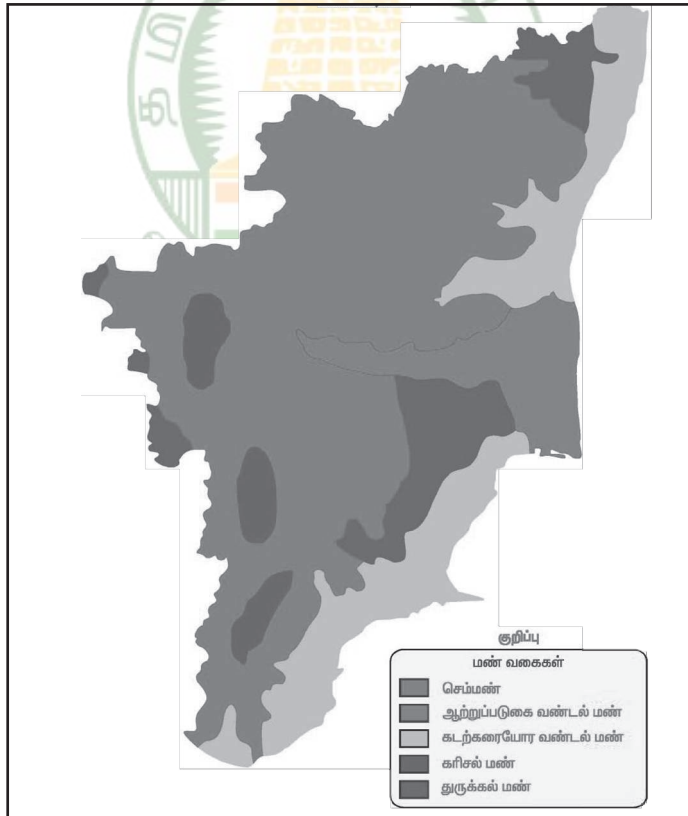 த மி
குறிப்பு
மண் வகைகள்
செம்மண்
ஆற்றுப்படுகை வண்டல் மண்
கடற்கரையோர வண்டல் மண்
கரிசல் மண்
துருக்கல் மண்